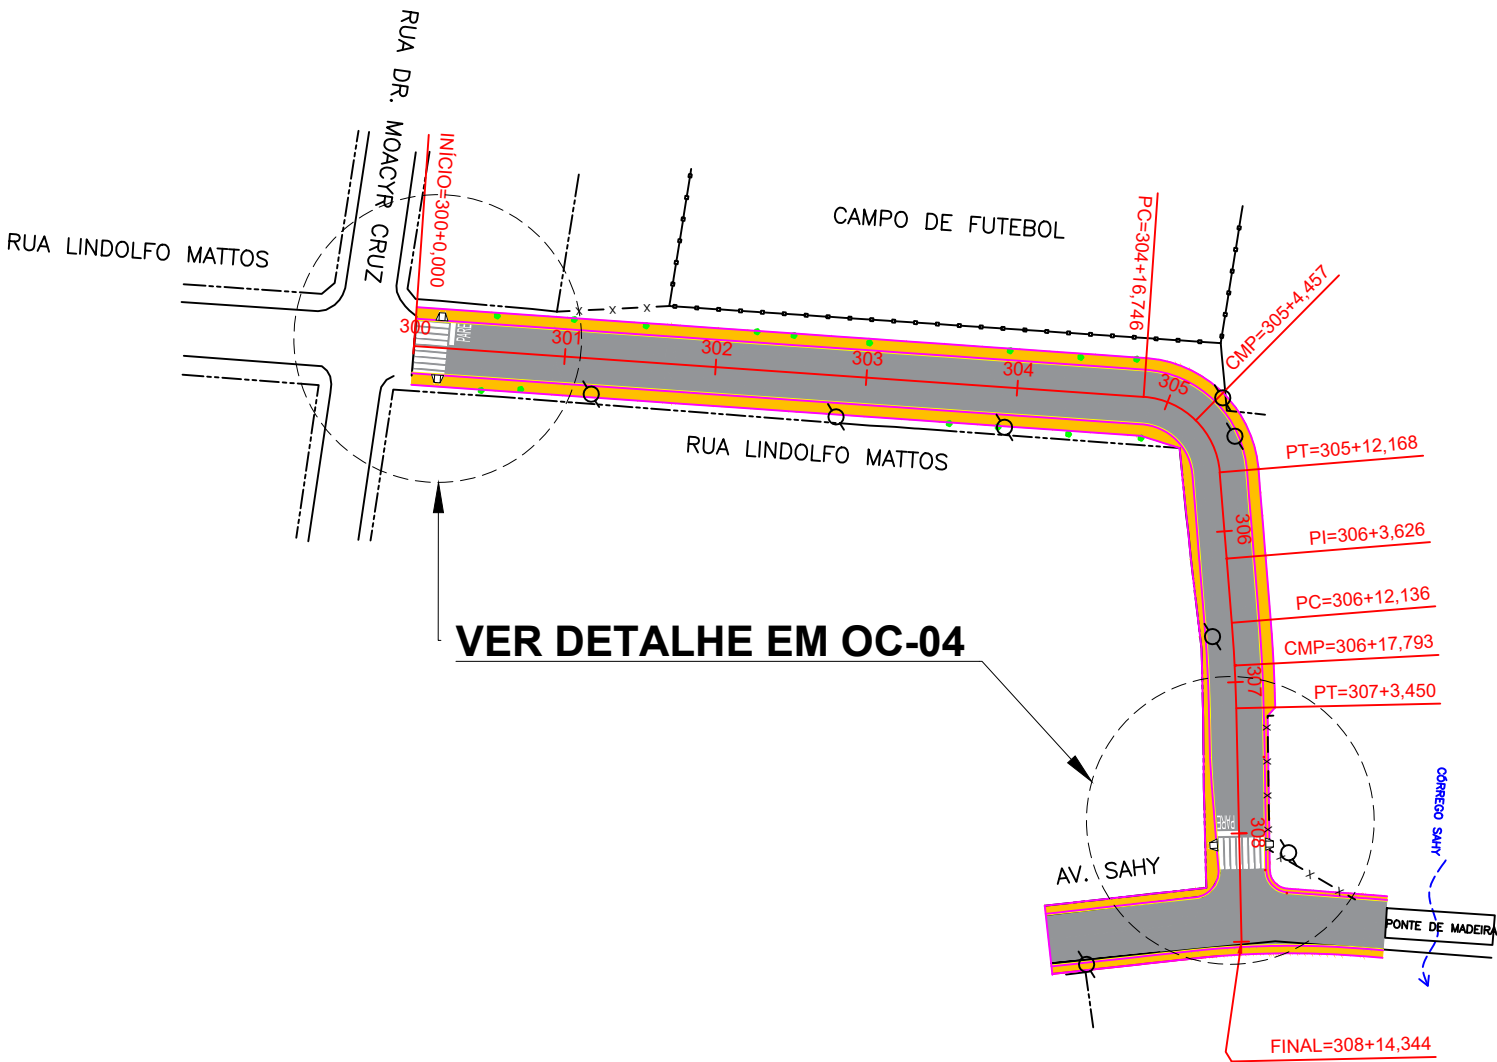 RUA DR. MOACYR CRUZ
INÍCIO=300+0,000
RUA LINDOLFO MATTOS
CAMPO DE FUTEBOL
PC=304+16,746
CMP=305+4,457
300
PARE
301
302
303
304
305
RUA LINDOLFO MATTOS
PT=305+12,168
306
PI=306+3,626
PC=306+12,136
VER DETALHE EM OC-04
CMP=306+17,793
307
PT=307+3,450
CÓRREGO SAHY
PARE
308
AV. SAHY
PONTE DE MADEIRA
FINAL=308+14,344